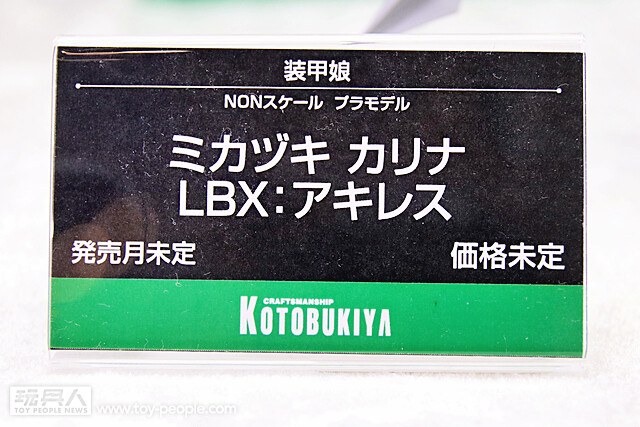 装甲娘
NONスケール プラモデル
ミカヅキ カリナ
LBX：アキレス
発売月未定 価格未定
CRAFTSMANSHIP
KOTOBUKIYA
玩具人
TOY PEOPLE NEWS www.toy-people.com